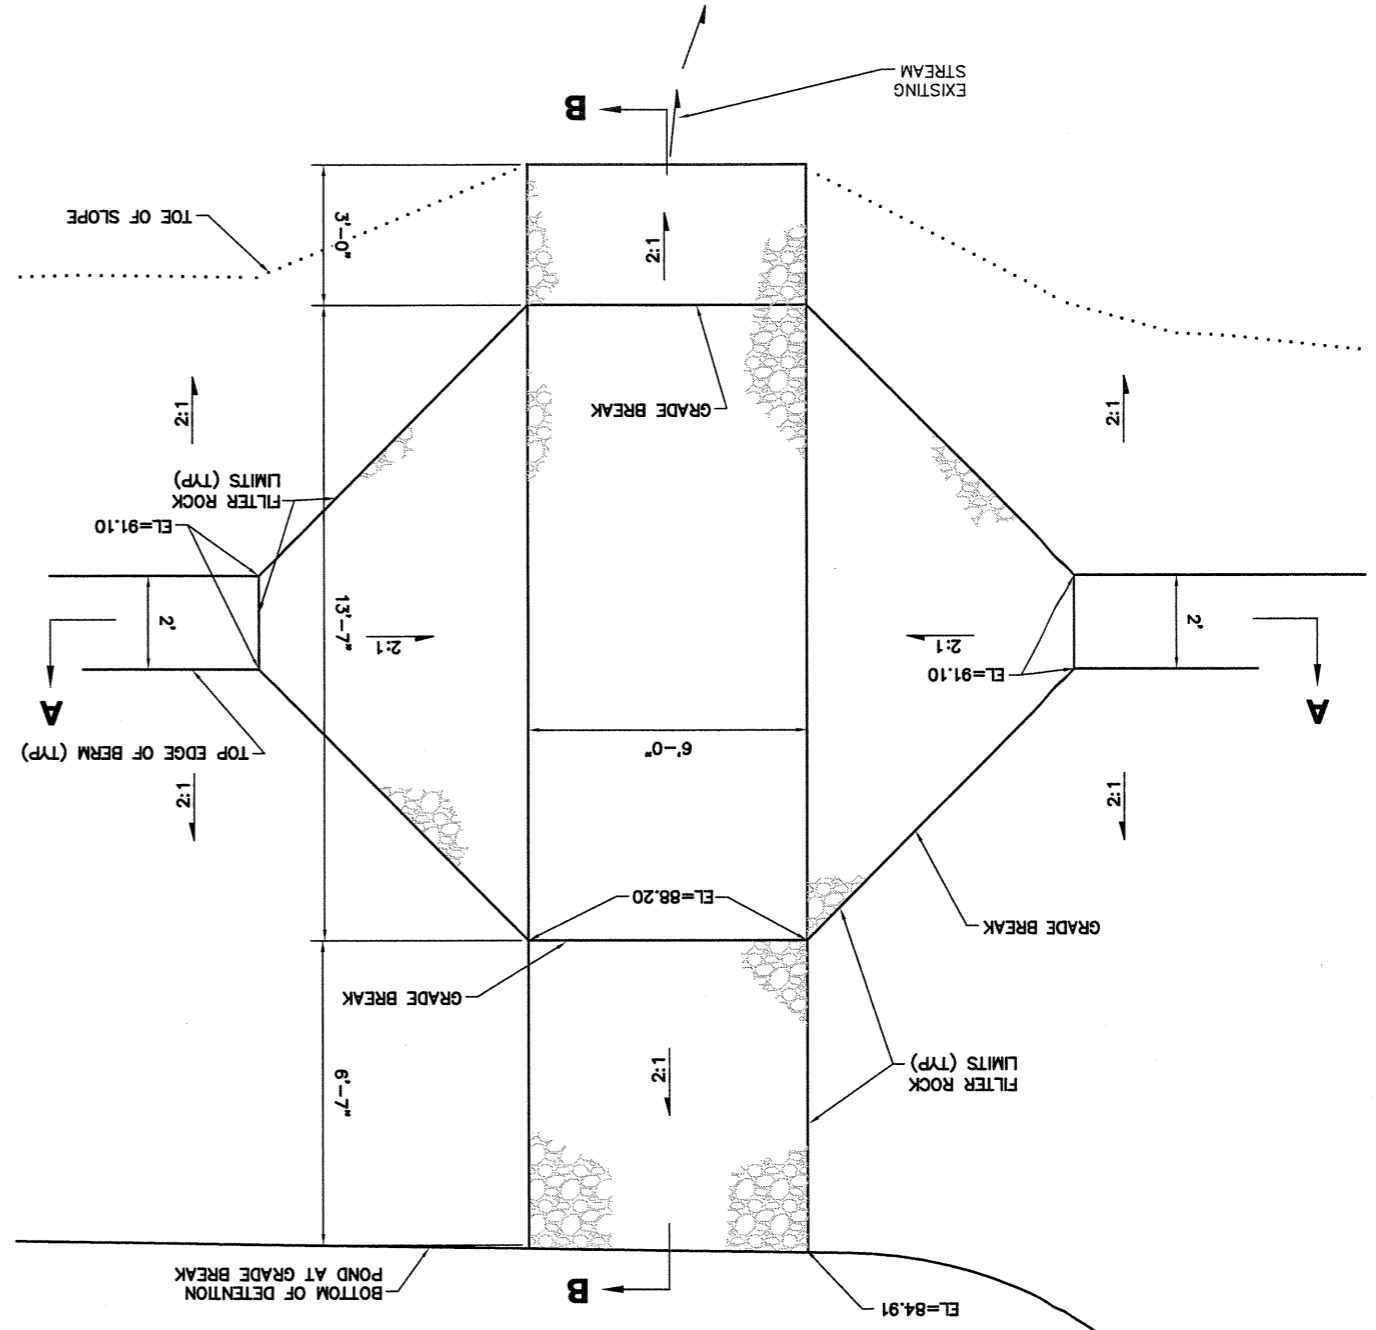 EL=84.91
B
BOTTOM OF DETENTION
POND AT GRADE BREAK
2:1
FILTER ROCK
LIMITS (TYP)
6'-7"
GRADE BREAK
GRADE BREAK
EL=88.20
2:1
2:1
6'-0"
TOP EDGE OF BERM (TYP)
A
A
EL=91.10
2'
2:1
2:1
13'-7"
2'
EL=91.10
FILTER ROCK
LIMITS (TYP)
2:1
GRADE BREAK
2:1
2:1
3'-0"
TOE OF SLOPE
B
EXISTING
STREAM